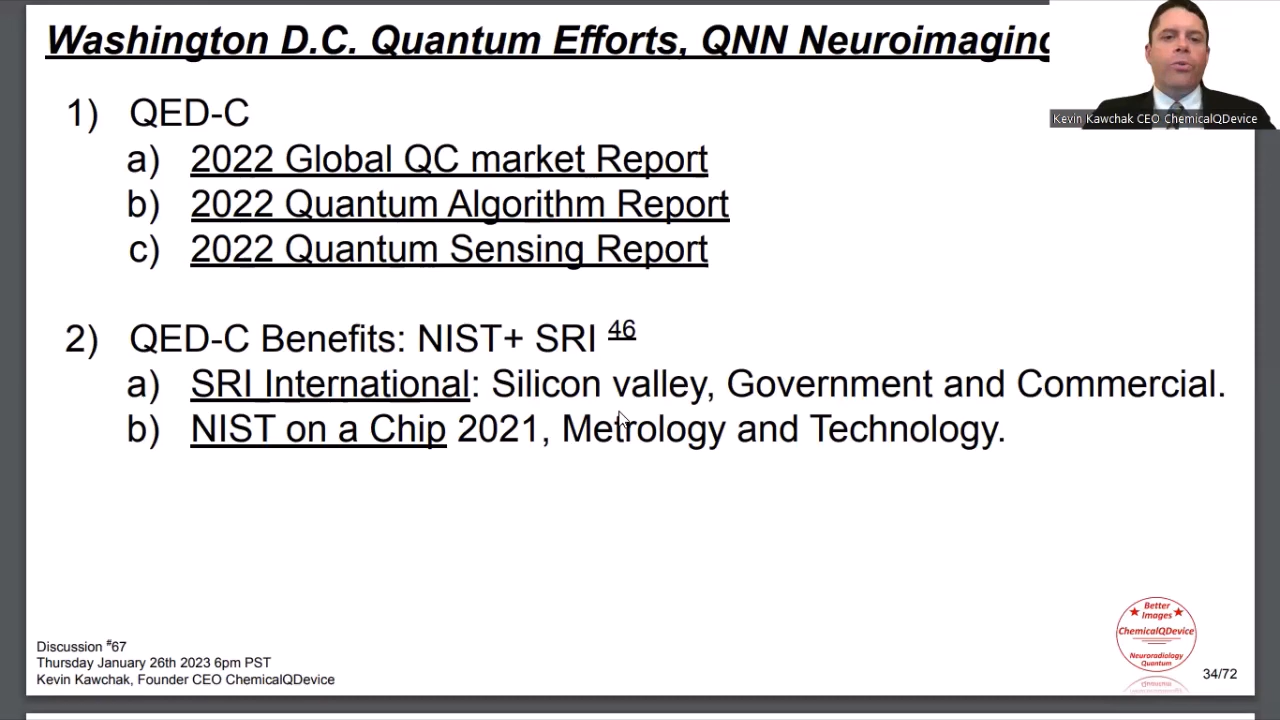 Washington D.C. Quantum Efforts, QNN Neuroimaging
Kevin Kawchak CEO ChemicalQDevice
1) QED-C
a) 2022 Global QC market Report
b) 2022 Quantum Algorithm Report
c) 2022 Quantum Sensing Report
2) QED-C Benefits: NIST+ SRI 46
a) SRI International: Silicon valley, Government and Commercial.
b) NIST on a Chip 2021, Metrology and Technology.
Better
Images
ChemicalQDevice
Neuroradiology
Quantum
Discussion #67
Thursday January 26th 2023 6pm PST
Kevin Kawchak, Founder CEO ChemicalQDevice
34/72